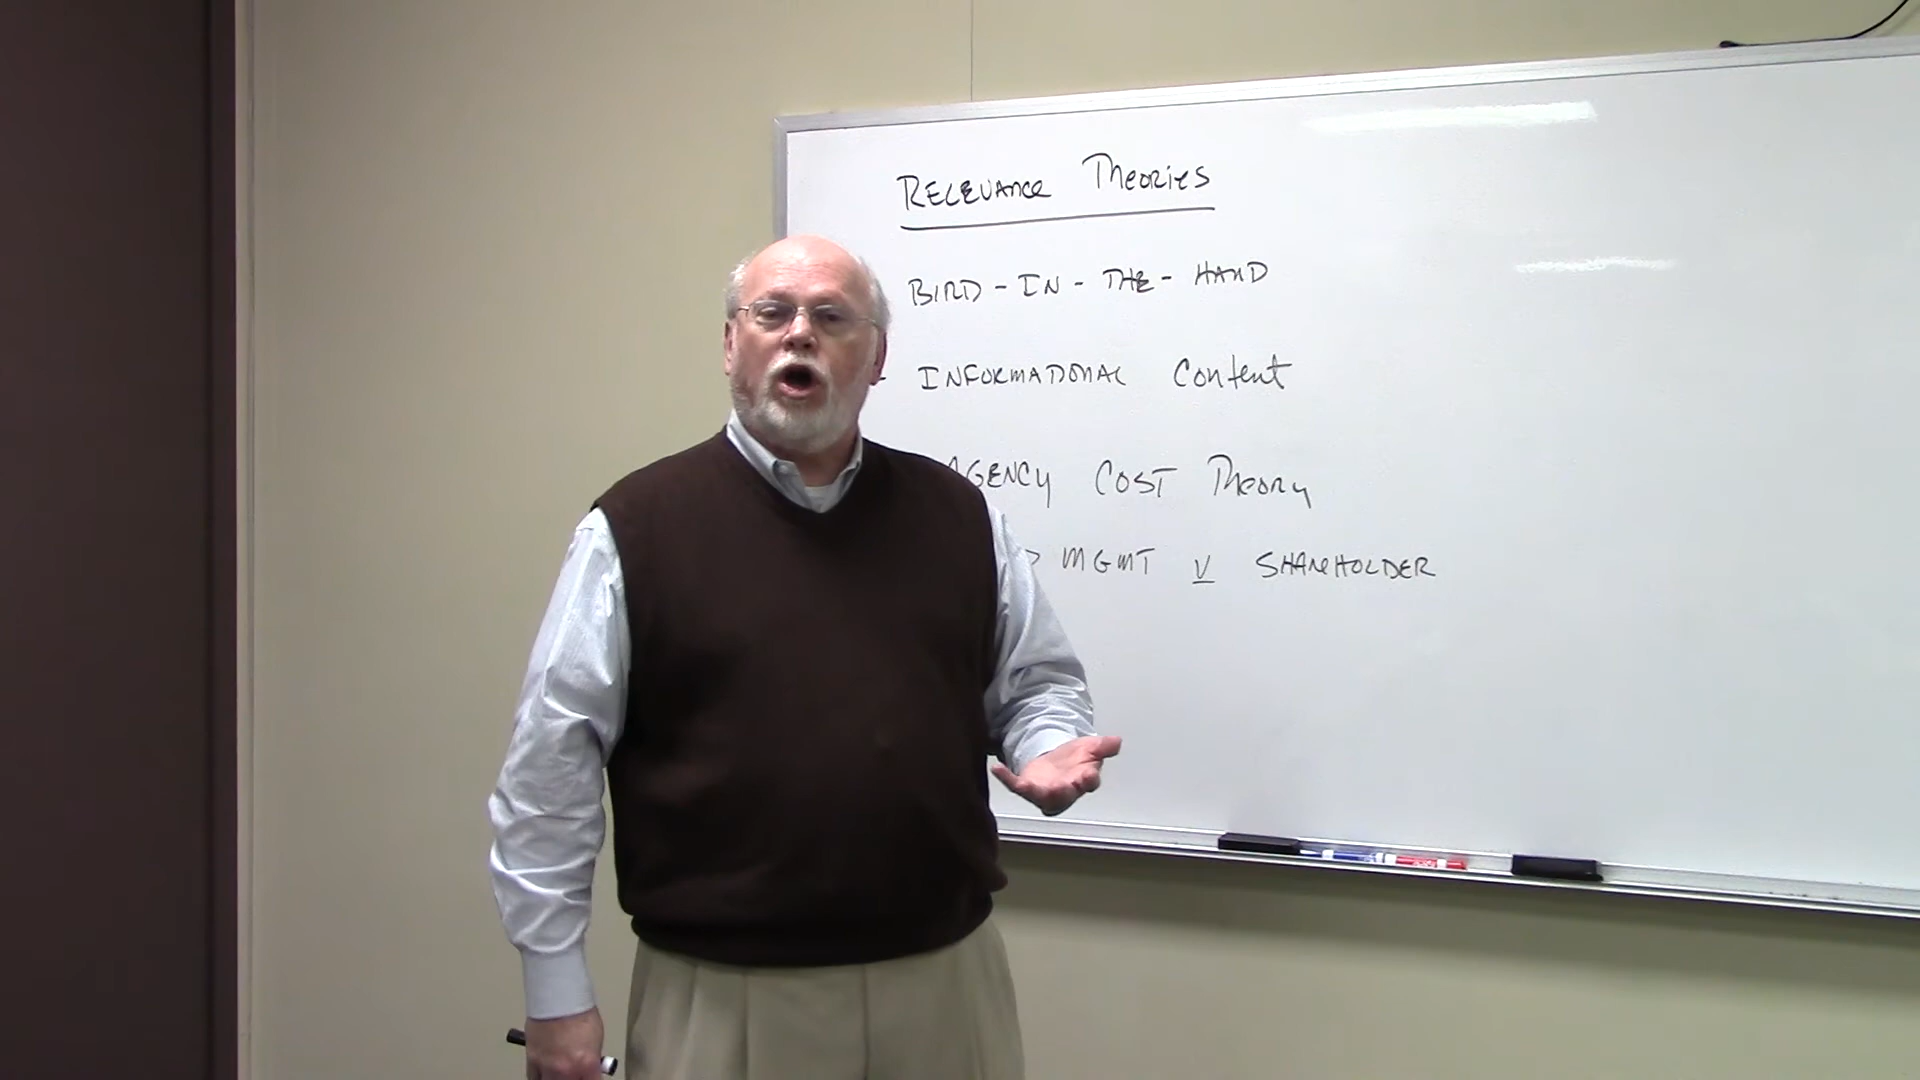 RELEVANCE THEORIES
BIRD-IN-THE-HAND
- INFORMATIONAL Content
AGENCY COST THEORY
> MGMT V SHAREHOLDER